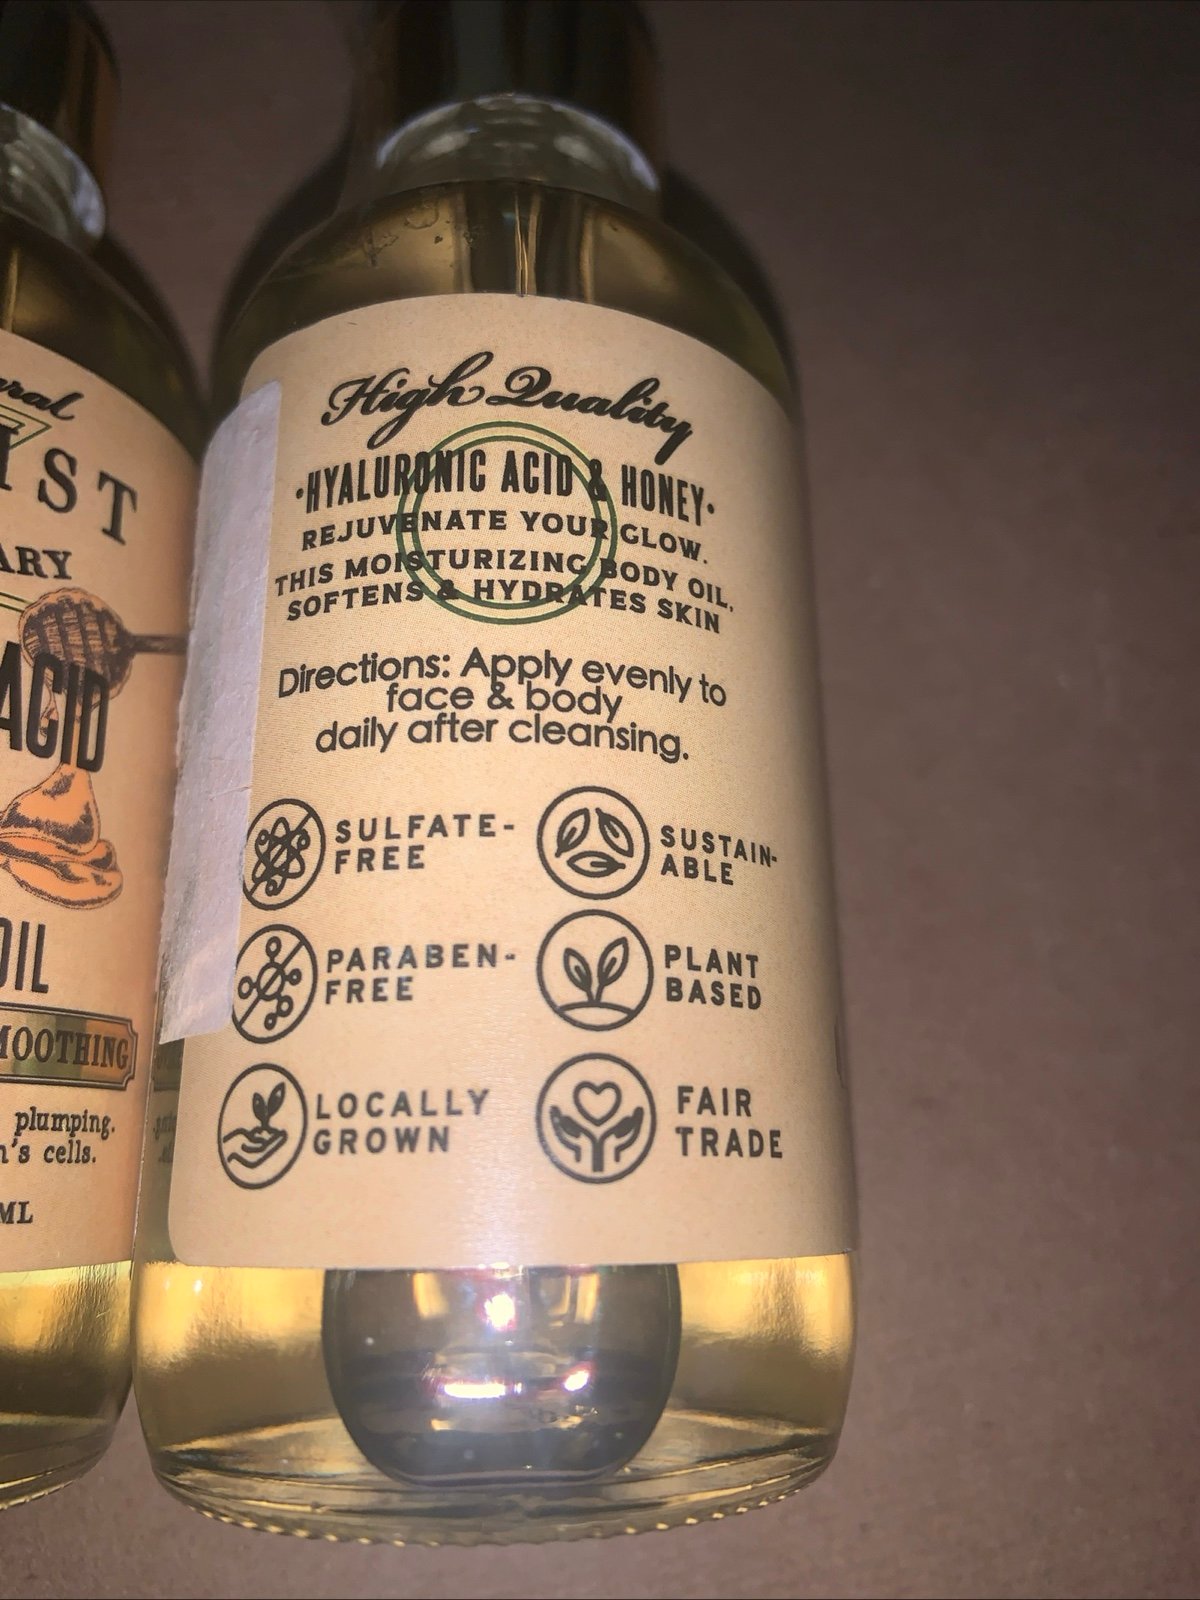 ral
IST
ARY
ACID
OIL
MOOTHING
plumping.
n's cells.
ML
High Quality
·HYALURONIC ACID & HONEY·
REJUVENATE YOUR GLOW.
THIS MOISTURIZING BODY OIL.
SOFTENS & HYDRATES SKIN
Directions: Apply evenly to
face & body
daily after cleansing.
SULFATE-
FREE
SUSTAIN-
ABLE
PARABEN-
FREE
PLANT
BASED
LOCALLY
GROWN
FAIR
TRADE